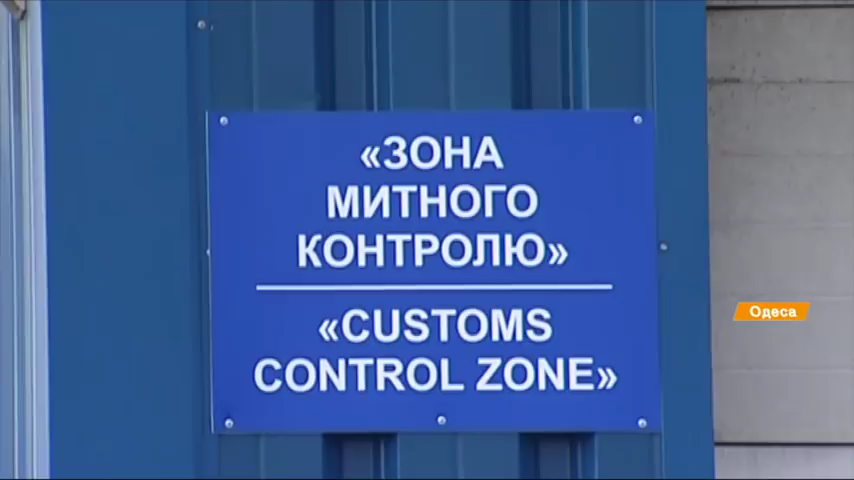 «ЗОНА
МИТНОГО
КОНТРОЛЮ»
«CUSTOMS
CONTROL ZONE»
Одеса